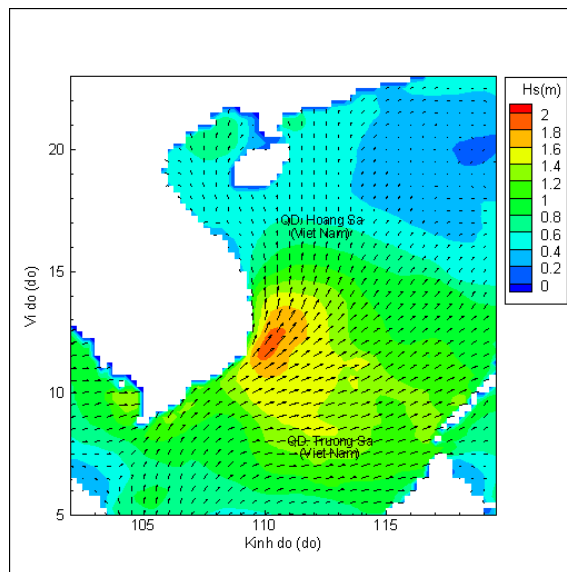 Hs(m)
2
1.8
1.6
1.4
1.2
1
0.8
0.6
0.4
0.2
0
20
15
10
5
Vi do (do)
QD. Hoang Sa
(Viet Nam)
QD. Truong Sa
(Viet Nam)
105
110
115
Kinh do (do)